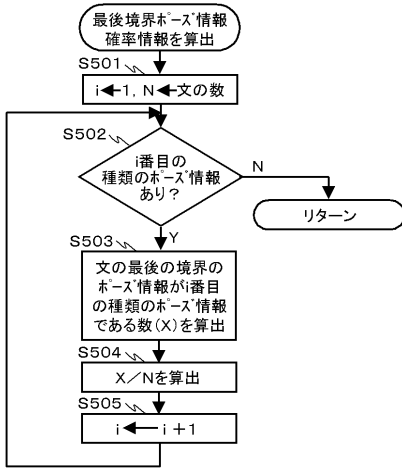 最後境界ポーズ情報
確率情報を算出
S501
i←1, N←文の数
S502
i番目の
種類のポーズ情報
あり？
N
リターン
Y
S503
文の最後の境界の
ポーズ情報がi番目
の種類のポーズ情報
である数(X)を算出
S504
X／Nを算出
S505
i←i+1